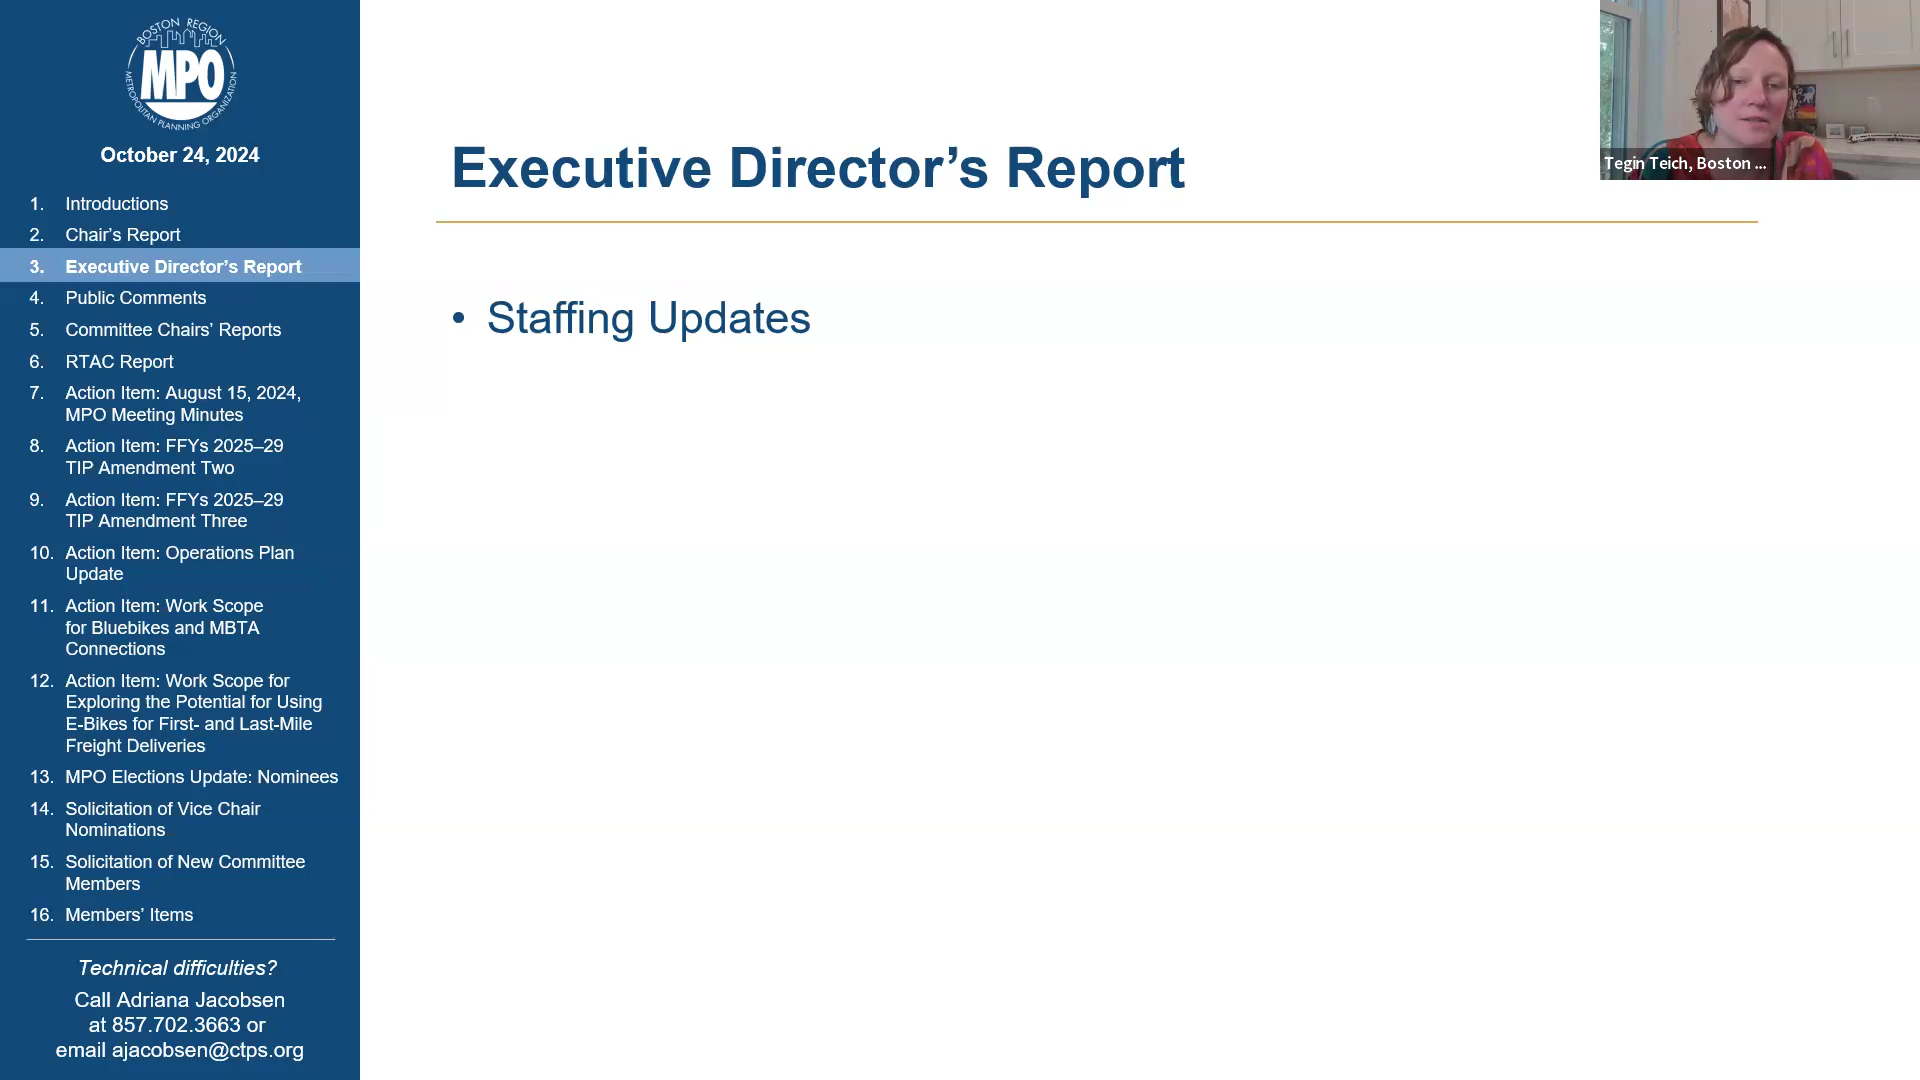 BOSTON REGION
MPO
METROPOLITAN PLANNING ORGANIZATION
October 24, 2024
1. Introductions
2. Chair’s Report
3. Executive Director’s Report
4. Public Comments
5. Committee Chairs’ Reports
6. RTAC Report
7. Action Item: August 15, 2024,
MPO Meeting Minutes
8. Action Item: FFYs 2025–29
TIP Amendment Two
9. Action Item: FFYs 2025–29
TIP Amendment Three
10. Action Item: Operations Plan
Update
11. Action Item: Work Scope
for Bluebikes and MBTA
Connections
12. Action Item: Work Scope for
Exploring the Potential for Using
E-Bikes for First- and Last-Mile
Freight Deliveries
13. MPO Elections Update: Nominees
14. Solicitation of Vice Chair
Nominations
15. Solicitation of New Committee
Members
16. Members’ Items
Technical difficulties?
Call Adriana Jacobsen
at 857.702.3663 or
email ajacobsen@ctps.org
Executive Director’s Report
• Staffing Updates
Tegin Teich, Boston ...